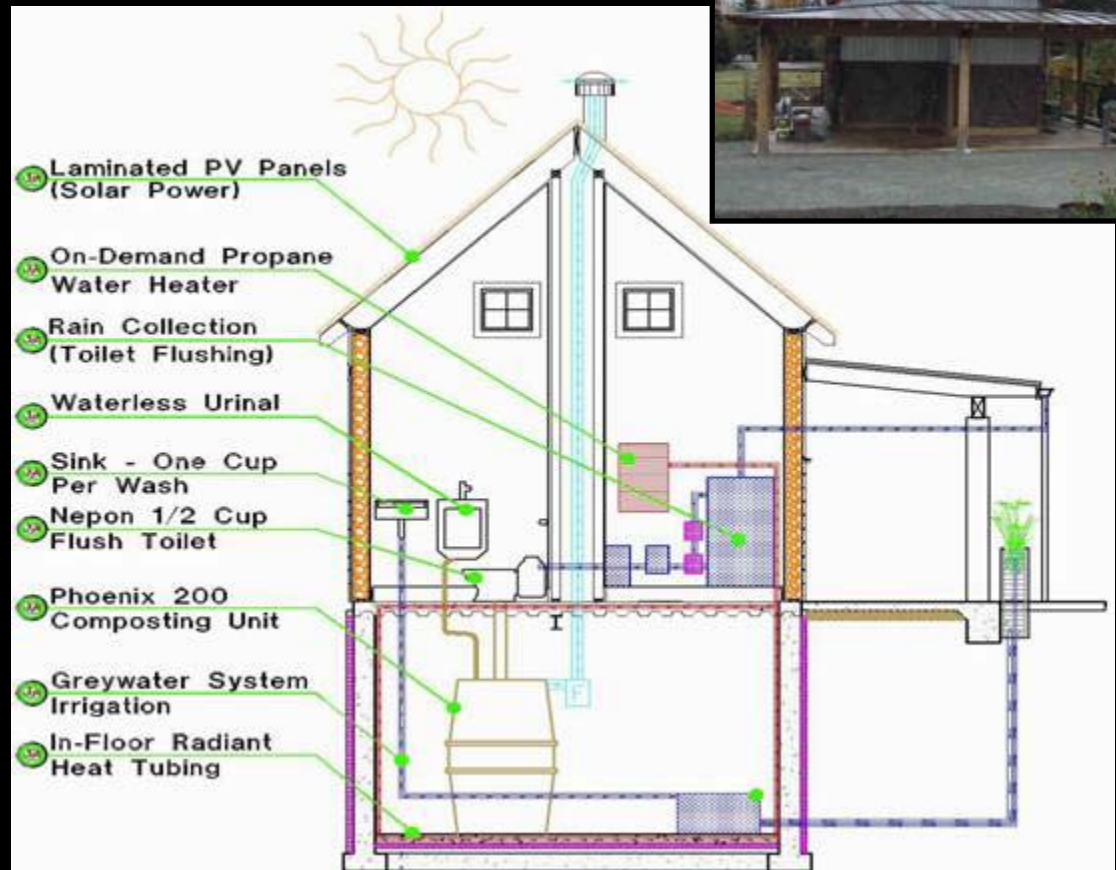 Laminated PV Panels
(Solar Power)
On-Demand Propane
Water Heater
Rain Collection
(Toilet Flushing)
Waterless Urinal
Sink - One Cup
Per Wash
Nepon 1/2 Cup
Flush Toilet
Phoenix 200
Composting Unit
Greywater System
Irrigation
In-Floor Radiant
Heat Tubing
F